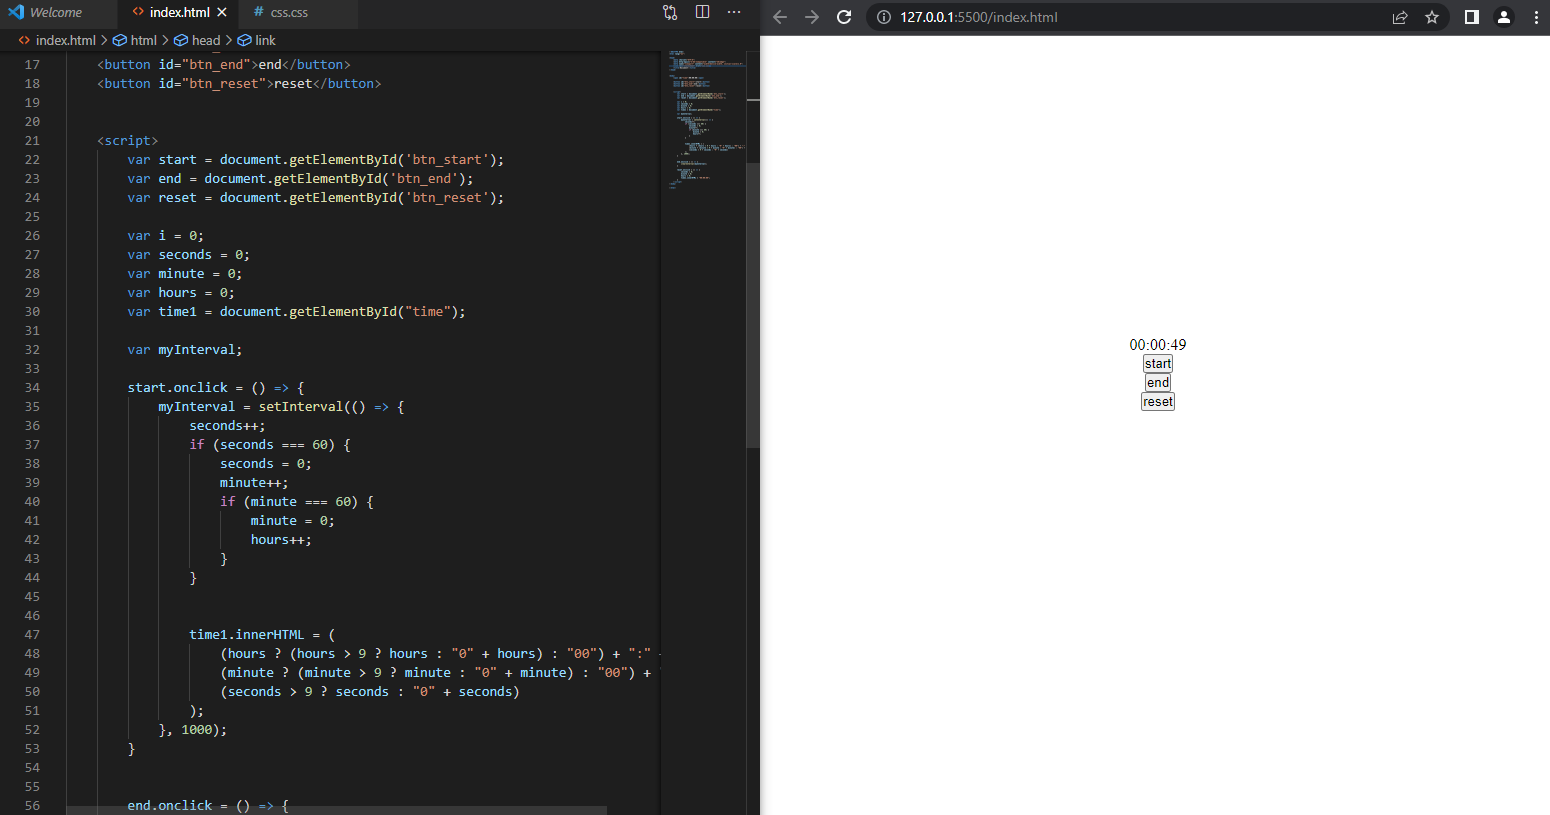 Welcome
index.html
# css.css
index.html > html > head > link
17 <button id="btn_end">end</button>
18 <button id="btn_reset">reset</button>
19
20
21 <script>
22 var start = document.getElementById('btn_start');
23 var end = document.getElementById('btn_end');
24 var reset = document.getElementById('btn_reset');
25
26 var i = 0;
27 var seconds = 0;
28 var minute = 0;
29 var hours = 0;
30 var time1 = document.getElementById("time");
31
32 var myInterval;
33
34 start.onclick = () => {
35 myInterval = setInterval(() => {
36 seconds++;
37 if (seconds === 60) {
38 seconds = 0;
39 minute++;
40 if (minute === 60) {
41 minute = 0;
42 hours++;
43 }
44 }
45
46
47 time1.innerHTML = (
48 (hours ? (hours > 9 ? hours : "0" + hours) : "00") + ":"
49 (minute ? (minute > 9 ? minute : "0" + minute) : "00") +
50 (seconds > 9 ? seconds : "0" + seconds)
51 );
52 }, 1000);
53 }
54
55
56 end.onclick = () => {
127.0.0.1:5500/index.html
00:00:49
start
end
reset